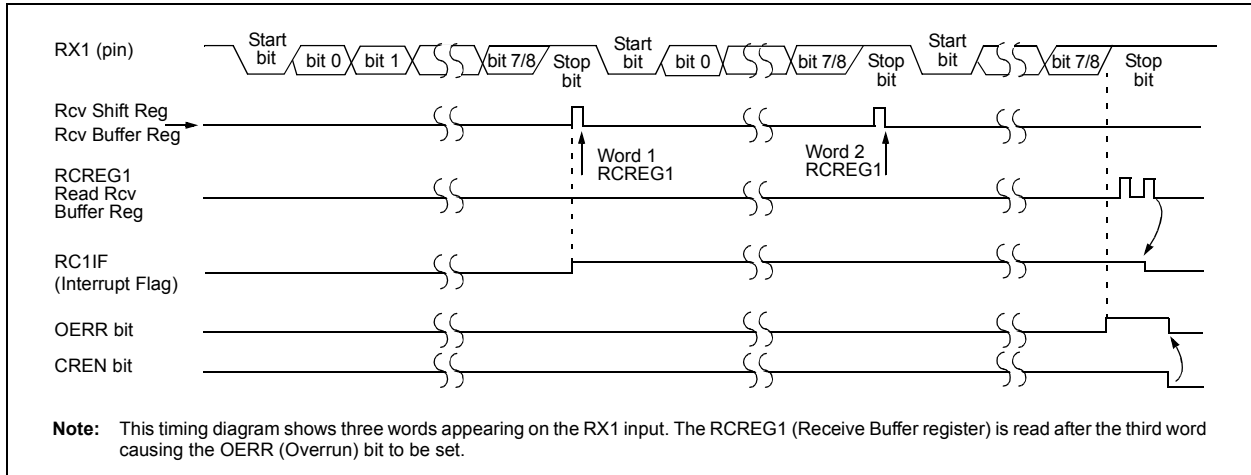 RX1 (pin)
Start bit
bit 0
bit 1
bit 7/8
Stop bit
Start bit
bit 0
bit 7/8
Stop bit
Start bit
bit 7/8
Stop bit
Rcv Shift Reg
Rcv Buffer Reg
Word 1
RCREG1
Word 2
RCREG1
RCREG1
Read Rcv
Buffer Reg
RC1IF
(Interrupt Flag)
OERR bit
CREN bit
Note: This timing diagram shows three words appearing on the RX1 input. The RCREG1 (Receive Buffer register) is read after the third word
causing the OERR (Overrun) bit to be set.